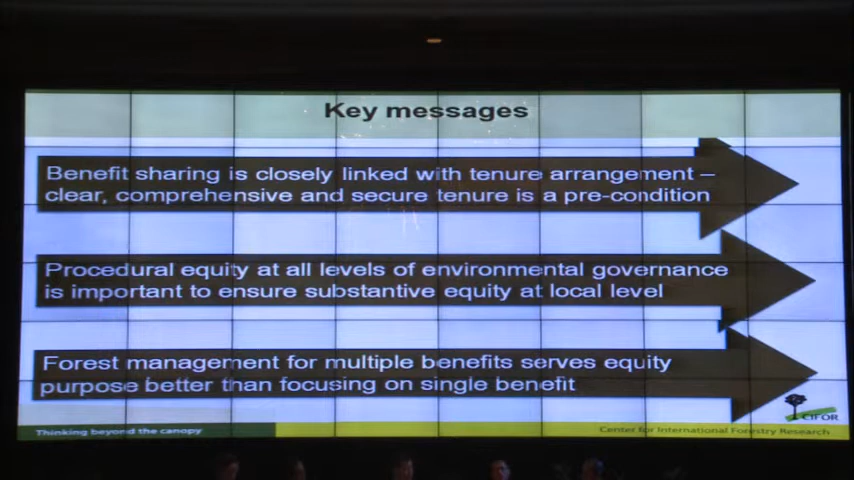 Key messages
Benefit sharing is closely linked with tenure arrangement –
clear, comprehensive and secure tenure is a pre-condition
Procedural equity at all levels of environmental governance
is important to ensure substantive equity at local level
Forest management for multiple benefits serves equity
purpose better than focusing on single benefit
CIFOR
Thinking beyond the canopy
Center for International Forestry Research